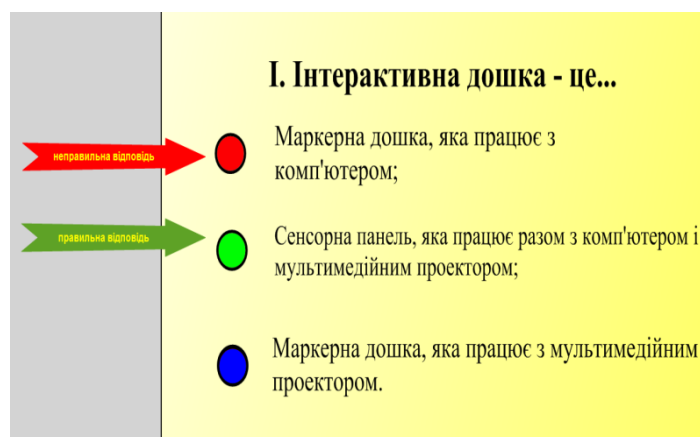 І. Інтерактивна дошка - це...
неправильна відповідь
Маркерна дошка, яка працює з
комп'ютером;
правильна відповідь
Сенсорна панель, яка працює разом з комп'ютером і
мультимедійним проектором;
Маркерна дошка, яка працює з мультимедійним
проектором.